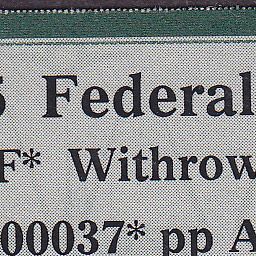 Federal
F* Withrow
00037* pp A